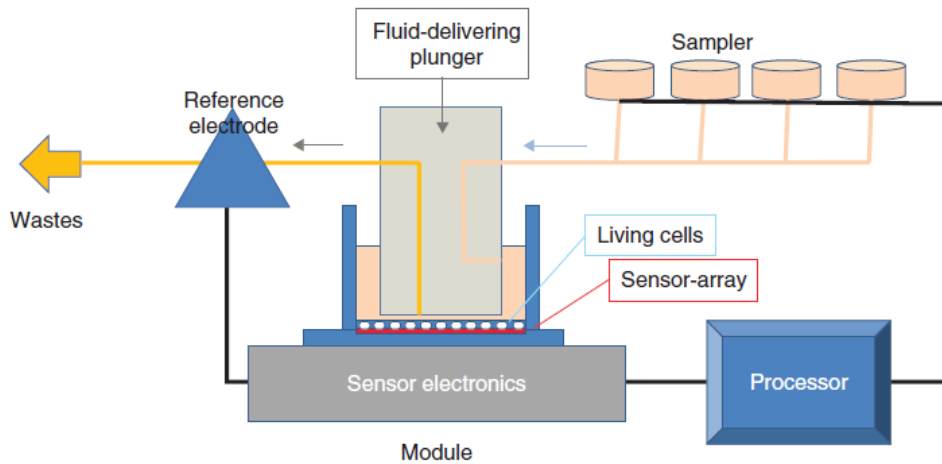 Fluid-delivering
plunger
Sampler
Reference
electrode
Wastes
Living cells
Sensor-array
Sensor electronics
Processor
Module